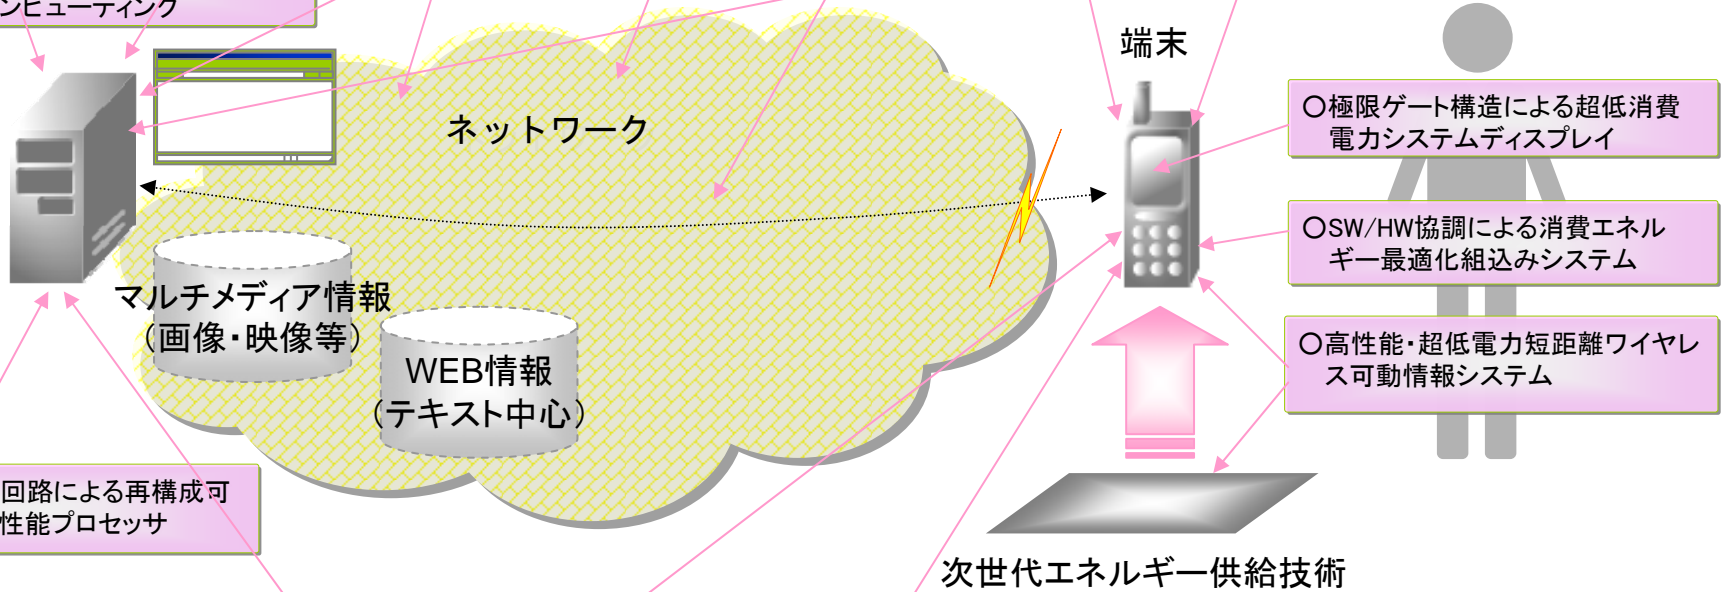 ンピューティング
端末
ネットワーク
〇極限ゲート構造による超低消費
電力システムディスプレイ
〇SW/HW協調による消費エネル
ギー最適化組込みシステム
〇高性能・超低電力短距離ワイヤレ
ス可動情報システム
マルチメディア情報
(画像・映像等)
WEB情報
(テキスト中心)
回路による再構成可
性能プロセッサ
次世代エネルギー供給技術